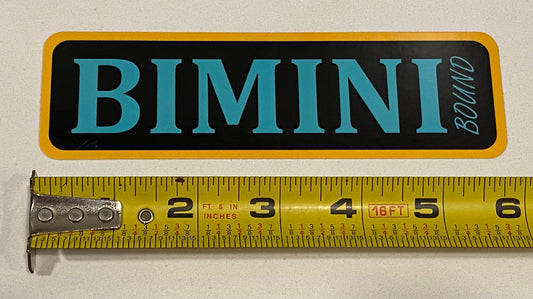 BIMINI
BOUND
2 FT & IN INCHES 3 4 16FT 5 6